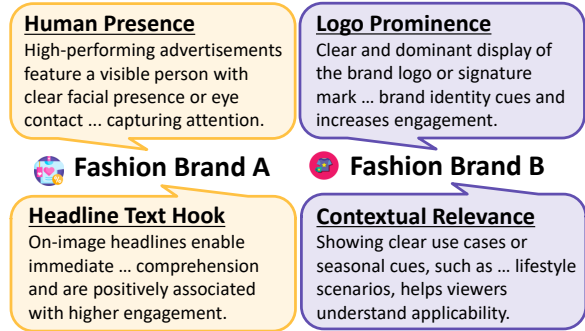 Human Presence
High-performing advertisements
feature a visible person with
clear facial presence or eye
contact ... capturing attention.
Logo Prominence
Clear and dominant display of
the brand logo or signature
mark ... brand identity cues and
increases engagement.
Fashion Brand A
Fashion Brand B
Headline Text Hook
On-image headlines enable
immediate ... comprehension
and are positively associated
with higher engagement.
Contextual Relevance
Showing clear use cases or
seasonal cues, such as ... lifestyle
scenarios, helps viewers
understand applicability.